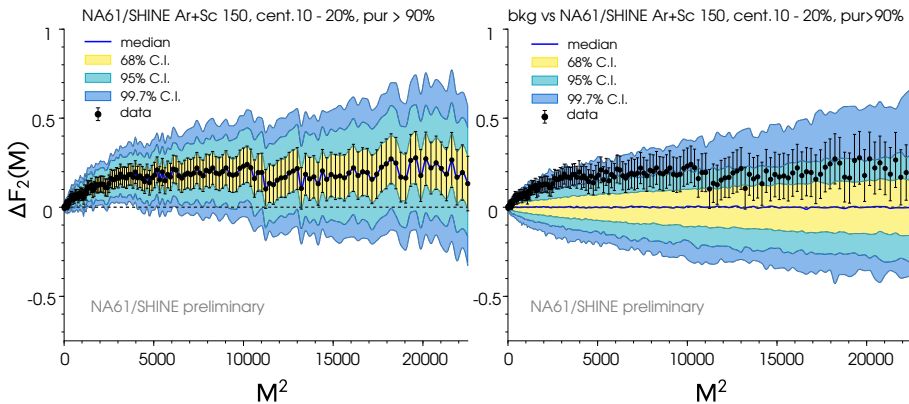 NA61/SHINE Ar+Sc 150, cent.10 - 20%, pur > 90%
median
68% C.I.
95% C.I.
99.7% C.I.
data
1
0.5
0
-0.5
ΔF₂(M)
NA61/SHINE preliminary
0 5000 10000 15000 20000
M²
bkg vs NA61/SHINE Ar+Sc 150, cent.10 - 20%, pur>90%
median
68% C.I.
95% C.I.
99.7% C.I.
data
1
0.5
0
-0.5
NA61/SHINE preliminary
0 5000 10000 15000 20000
M²